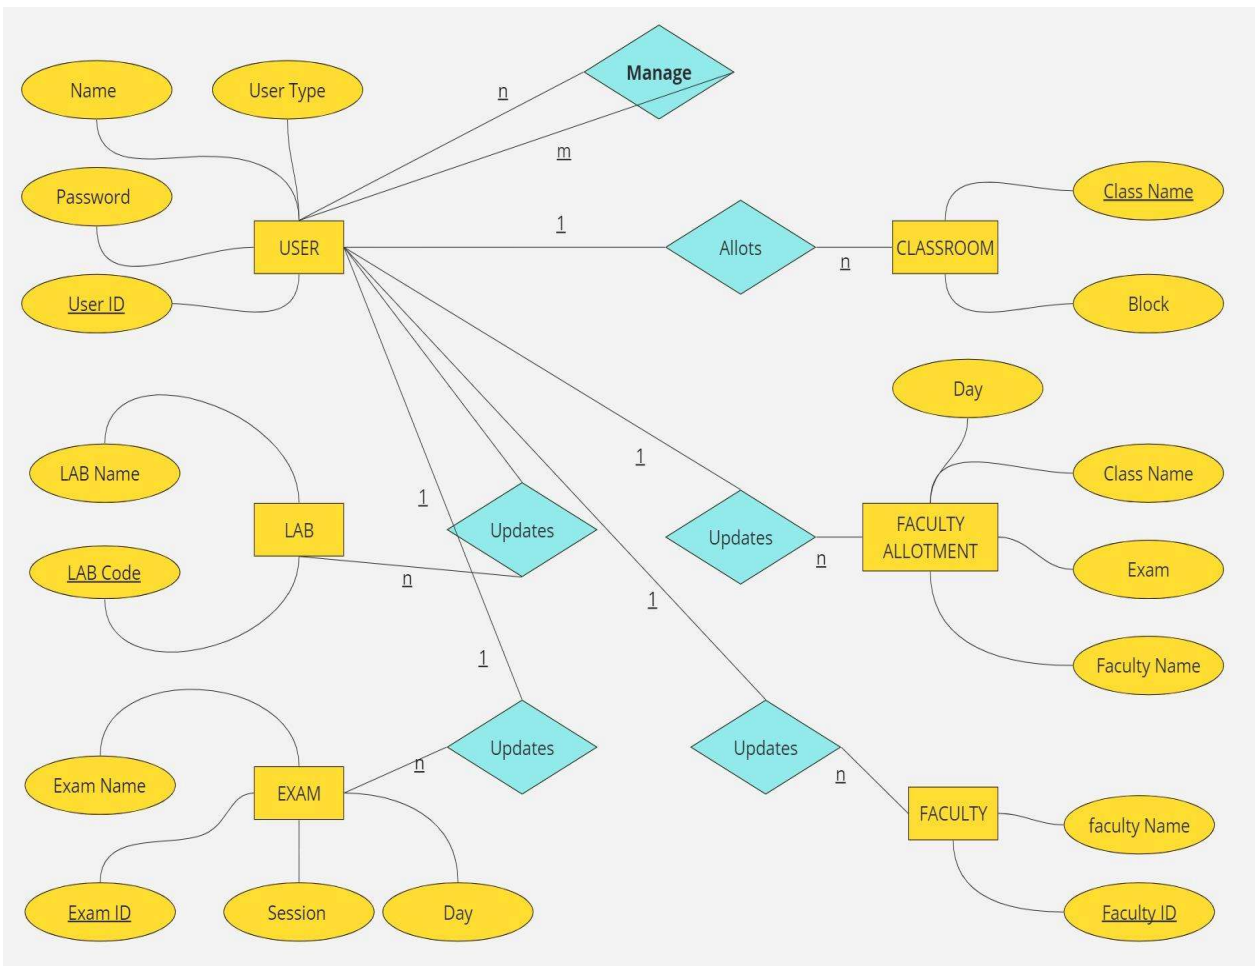 Manage
Name
User Type
n
m
Password
Class Name
1
USER
Allots
CLASSROOM
n
User ID
Block
Day
1
LAB Name
Class Name
1
LAB
Updates
Updates
FACULTY
ALLOTMENT
n
LAB Code
n
Exam
1
1
Faculty Name
Updates
Updates
n
n
Exam Name
EXAM
FACULTY
faculty Name
Exam ID
Session
Day
Faculty ID